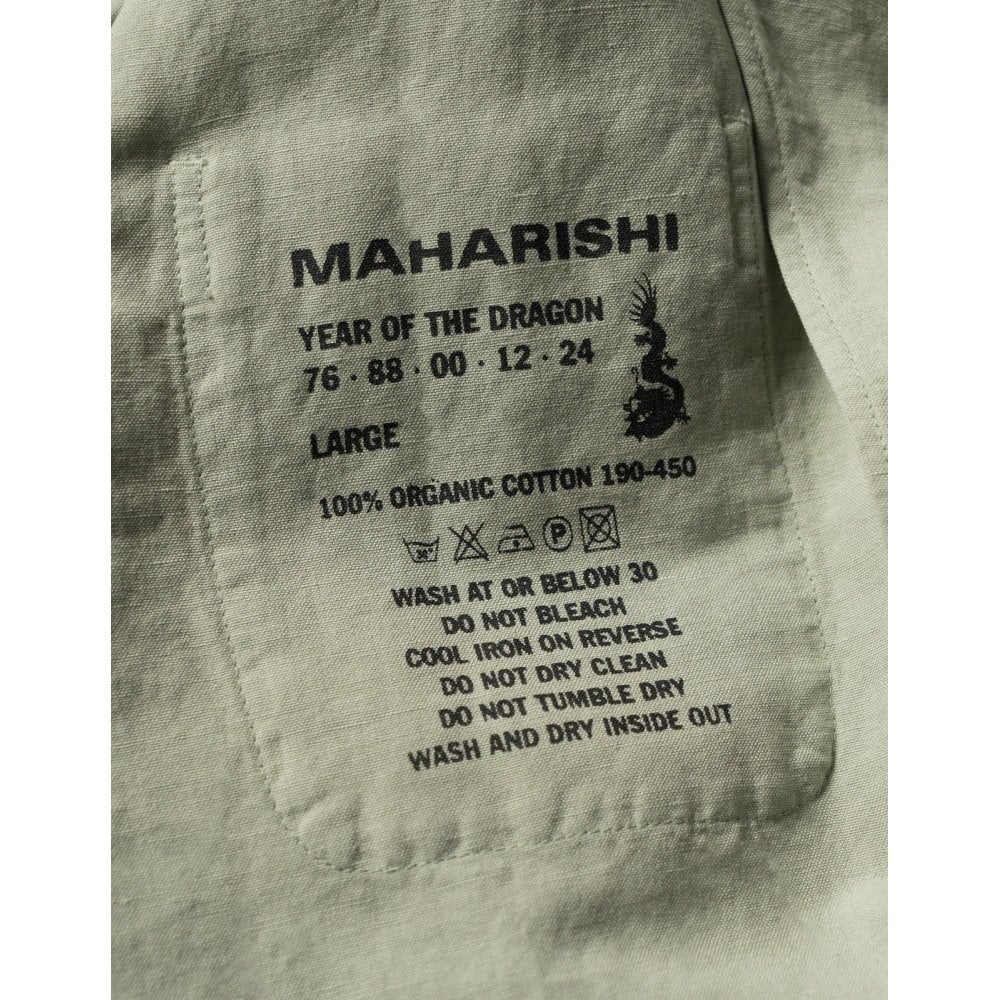 MAHARISHI
YEAR OF THE DRAGON
76 · 88 · 00 · 12 · 24
LARGE
100% ORGANIC COTTON 190-450
30° P
WASH AT OR BELOW 30
DO NOT BLEACH
COOL IRON ON REVERSE
DO NOT DRY CLEAN
DO NOT TUMBLE DRY
WASH AND DRY INSIDE OUT